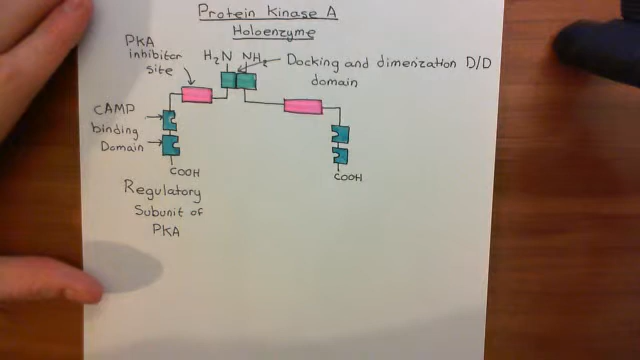 Protein Kinase A
Holoenzyme
PKA
inhibitor
site
H₂N NH₂
Docking and dimerization D/D
domain
cAMP
binding
Domain
COOH
COOH
Regulatory
Subunit of
PKA